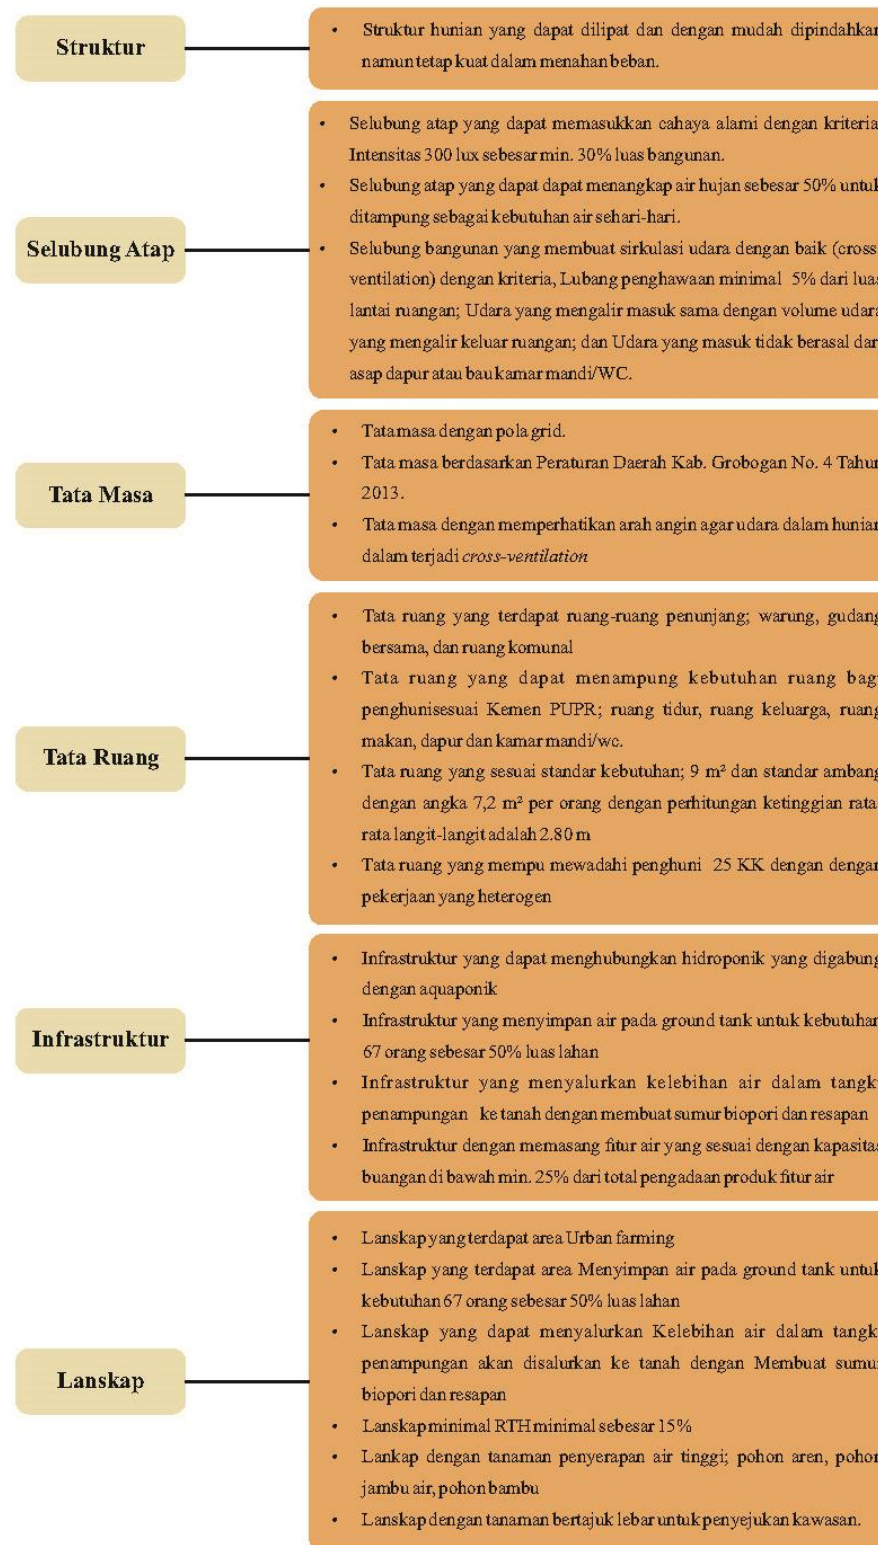 Struktur
• Struktur hunian yang dapat dilipat dan dengan mudah dipindahkan
namun tetap kuat dalam menahan beban.
Selubung Atap
• Selubung atap yang dapat memasukkan cahaya alami dengan kriteria
Intensitas 300 lux sebesar min. 30% luas bangunan.
• Selubung atap yang dapat dapat menangkap air hujan sebesar 50% untuk
ditampung sebagai kebutuhan air sehari-hari.
• Selubung bangunan yang membuat sirkulasi udara dengan baik (cross
ventilation) dengan kriteria, Lubang penghawaan minimal 5% dari luas
lantai ruangan; Udara yang mengalir masuk sama dengan volume udara
yang mengalir keluar ruangan; dan Udara yang masuk tidak berasal dari
asap dapur atau bau kamar mandi/WC.
Tata Masa
• Tata masa dengan pola grid.
• Tata masa berdasarkan Peraturan Daerah Kab. Grobogan No. 4 Tahun
2013.
• Tata masa dengan memperhatikan arah angin agar udara dalam hunian
dalam terjadi cross-ventilation
Tata Ruang
• Tata ruang yang terdapat ruang-ruang penunjang; warung, gudang
bersama, dan ruang komunal
• Tata ruang yang dapat menampung kebutuhan ruang bagi
penghunisesuai Kemen PUPR; ruang tidur, ruang keluarga, ruang
makan, dapur dan kamar mandi/wc.
• Tata ruang yang sesuai standar kebutuhan; 9 m² dan standar ambang
dengan angka 7,2 m² per orang dengan perhitungan ketinggian rata-
rata langit-langit adalah 2.80 m
• Tata ruang yang mempu mewadahi penghuni 25 KK dengan dengan
pekerjaan yang heterogen
Infrastruktur
• Infrastruktur yang dapat menghubungkan hidroponik yang digabung
dengan aquaponik
• Infrastruktur yang menyimpan air pada ground tank untuk kebutuhan
67 orang sebesar 50% luas lahan
• Infrastruktur yang menyalurkan kelebihan air dalam tangki
penampungan ke tanah dengan membuat sumur biopori dan resapan
• Infrastruktur dengan memasang fitur air yang sesuai dengan kapasitas
buangan di bawah min. 25% dari total pengadaan produk fitur air
Lanskap
• Lanskap yang terdapat area Urban farming
• Lanskap yang terdapat area Menyimpan air pada ground tank untuk
kebutuhan 67 orang sebesar 50% luas lahan
• Lanskap yang dapat menyalurkan Kelebihan air dalam tangki
penampungan akan disalurkan ke tanah dengan Membuat sumur
biopori dan resapan
• Lanskap minimal RTH minimal sebesar 15%
• Lankap dengan tanaman penyerapan air tinggi; pohon aren, pohon
jambu air, pohon bambu
• Lanskap dengan tanaman bertajuk lebar untuk penyejukan kawasan.